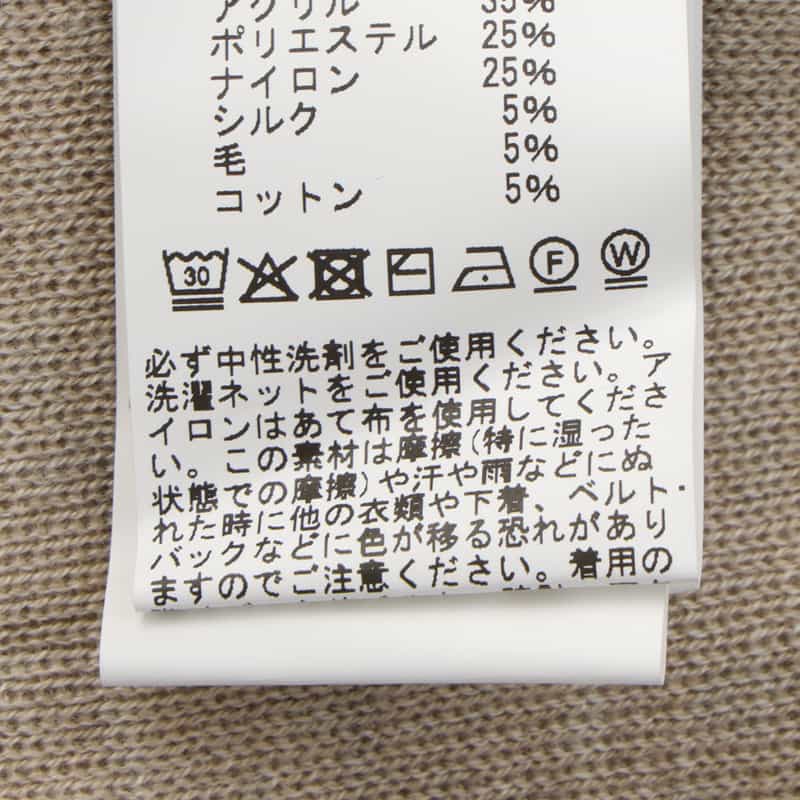 アクリル 35%
ポリエステル 25%
ナイロン 25%
シルク 5%
毛 5%
コットン 5%
30 F W
必ず中性洗剤をご使用ください。
洗濯ネットをご使用ください。ア
イロンはあて布を使用してくださ
い。この素材は摩擦(特に湿った
状態での摩擦)や汗や雨などにぬ
れた時に他の衣類や下着、ベルト・
バッグなどに色が移る恐れがあり
ますのでご注意ください。着用の